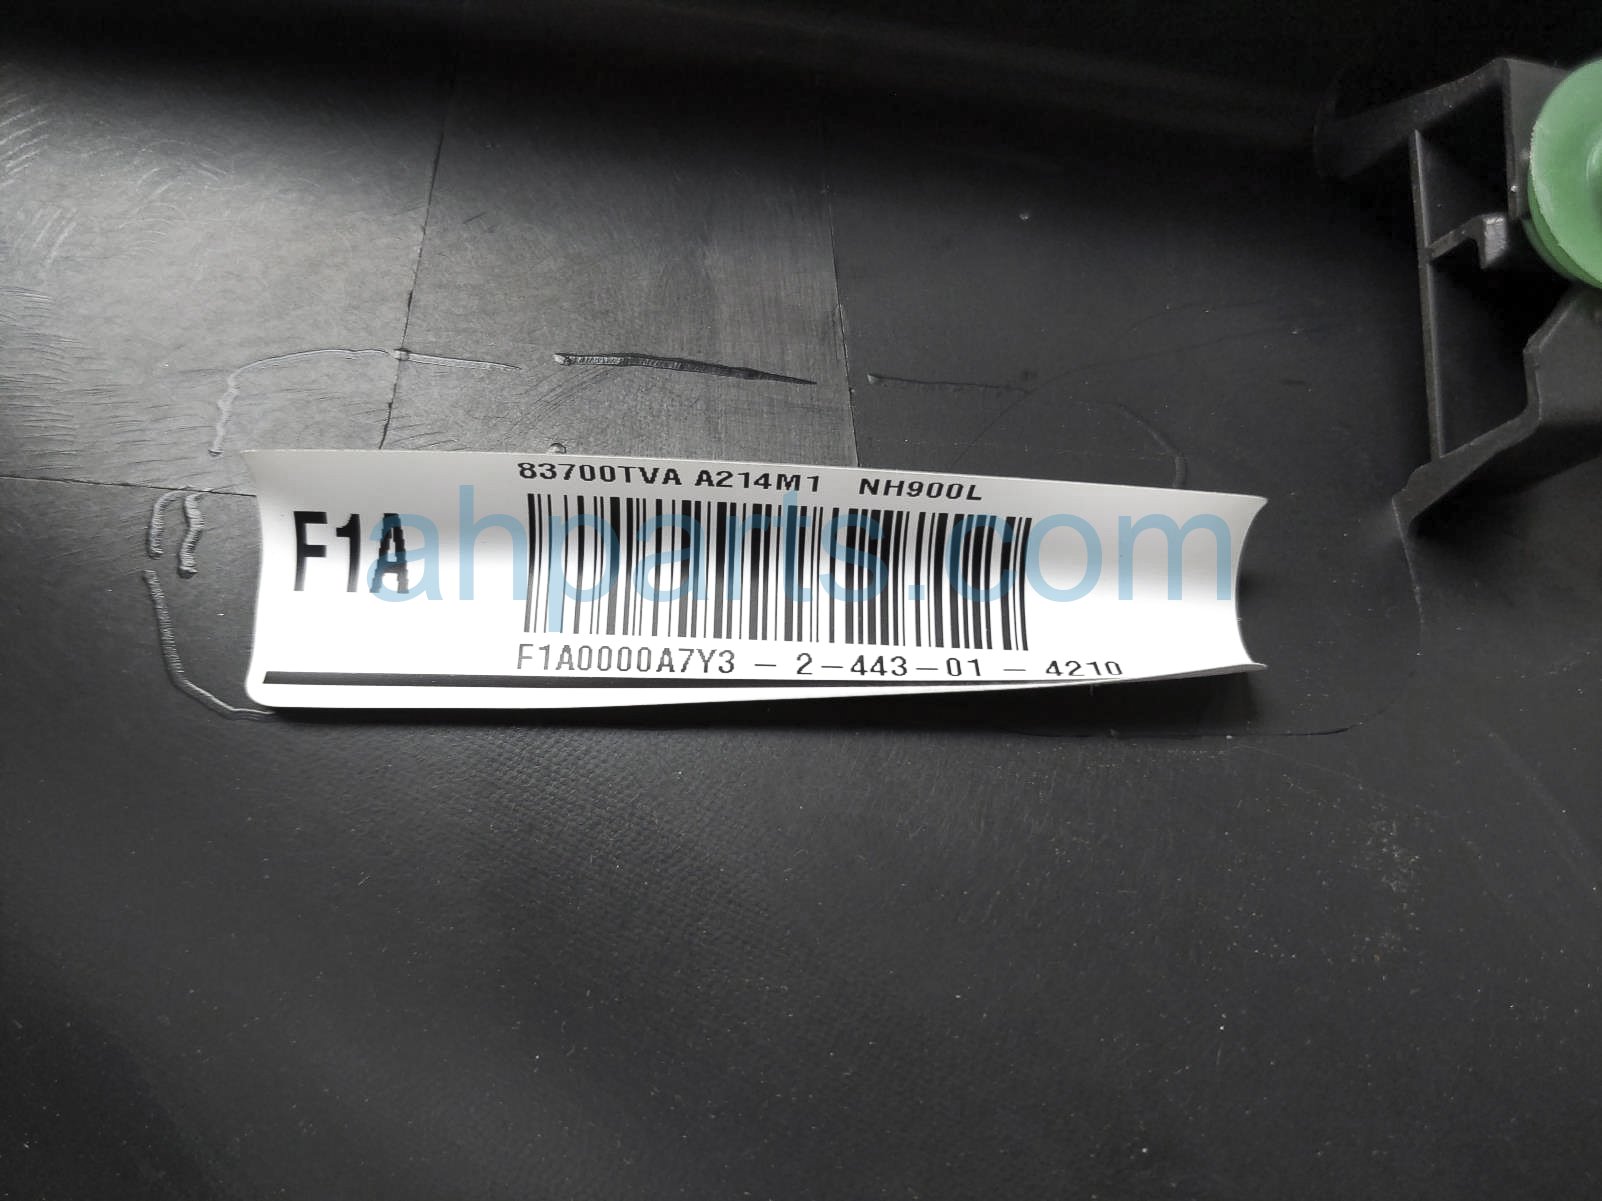 83700TVA A214M1 NH900L
F1A
ahparts.com
F1A0000A7Y3 - 2-443-01 - 4210